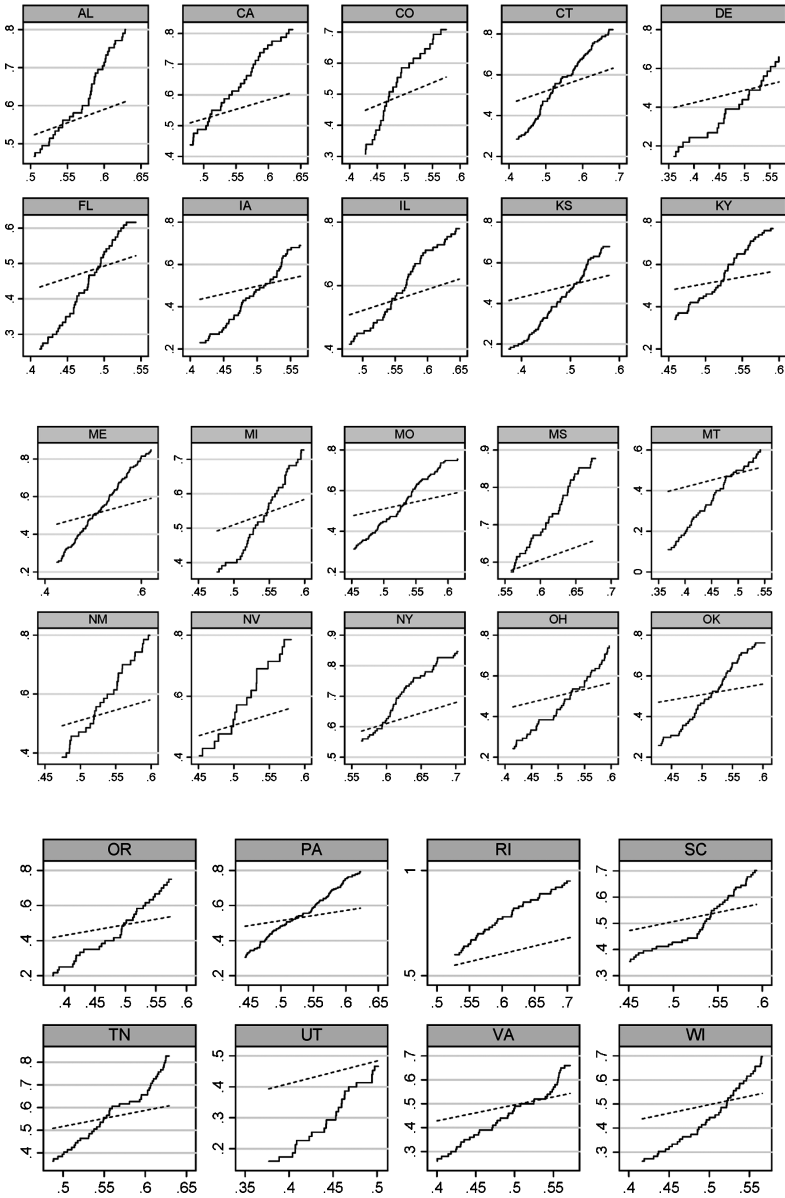 AL
.8 .7 .6 .5
.5 .55 .6 .65
CA
.8 .7 .6 .5 .4
.5 .55 .6 .65
CO
.7 .6 .5 .4 .3
.4 .45 .5 .55 .6
CT
.8 .6 .4 .2
.4 .5 .6 .7
DE
.8 .6 .4 .2
.35 .4 .45 .5 .55
FL
.6 .5 .4 .3
.4 .45 .5 .55
IA
.8 .6 .4 .2
.4 .45 .5 .55
IL
.8 .6 .4
.45 .5 .55 .6 .65
KS
.8 .6 .4 .2
.4 .5 .6
KY
.8 .6 .4 .2
.45 .5 .55 .6
ME
.8 .6 .4 .2
.4 .5 .6
MI
.7 .6 .5 .4
.45 .5 .55 .6
MO
.8 .6 .4 .2
.45 .5 .55 .6
MS
.9 .8 .7 .6
.55 .6 .65 .7
MT
.6 .4 .2 0
.35 .4 .45 .5 .55
NM
.8 .6 .4
.45 .5 .55 .6
NV
.8 .6 .4
.45 .5 .55 .6
NY
.9 .8 .7 .6 .5
.55 .6 .65 .7
OH
.8 .6 .4 .2
.4 .45 .5 .55 .6
OK
.8 .6 .4 .2
.45 .5 .55 .6
OR
.8 .6 .4 .2
.4 .45 .5 .55
PA
.8 .6 .4 .2
.45 .5 .55 .6 .65
RI
1 .5
.5 .55 .6 .65 .7
SC
.7 .6 .5 .4 .3
.45 .5 .55 .6
TN
.8 .7 .6 .5 .4
.5 .55 .6 .65
UT
.5 .4 .3 .2
.35 .4 .45 .5
VA
.7 .6 .5 .4 .3
.4 .45 .5 .55
WI
.7 .6 .5 .4 .3
.4 .45 .5 .55